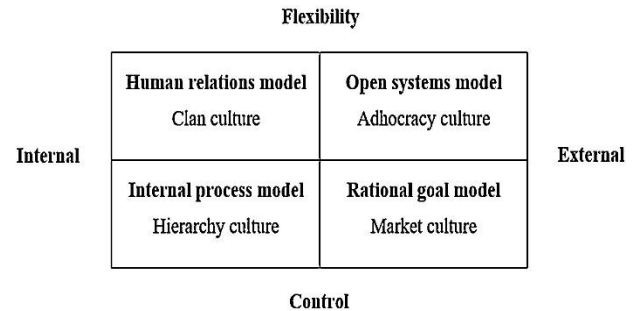 Flexibility
Human relations model
Clan culture
Open systems model
Adhocracy culture
Internal
External
Internal process model
Hierarchy culture
Rational goal model
Market culture
Control